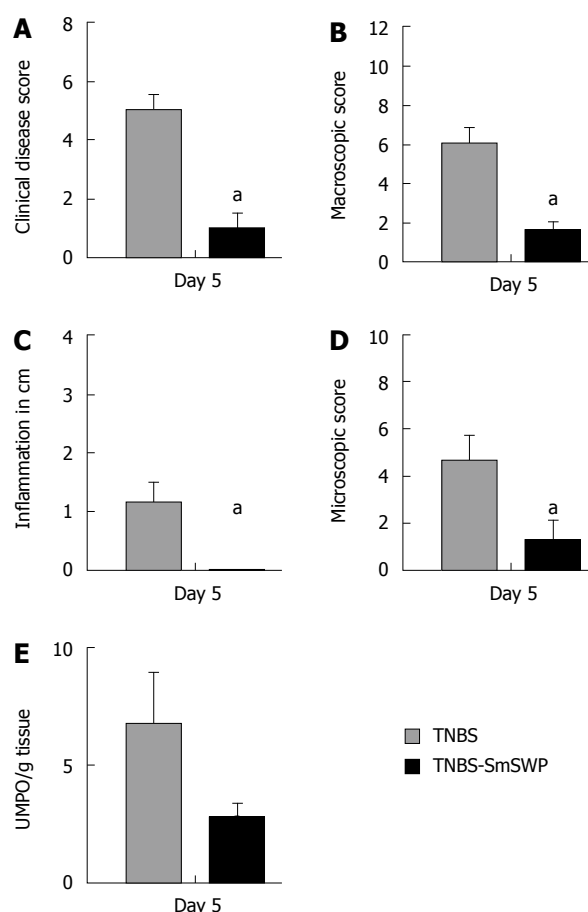 A
Clinical disease score
8
6
4
2
0
a
Day 5
B
Macroscopic score
12
10
8
6
4
2
0
a
Day 5
C
Inflammation in cm
4
3
2
1
0
a
Day 5
D
Microscopic score
10
8
6
4
2
0
a
Day 5
E
UMPO/g tissue
10
5
0
Day 5
TNBS
TNBS-SmSWP